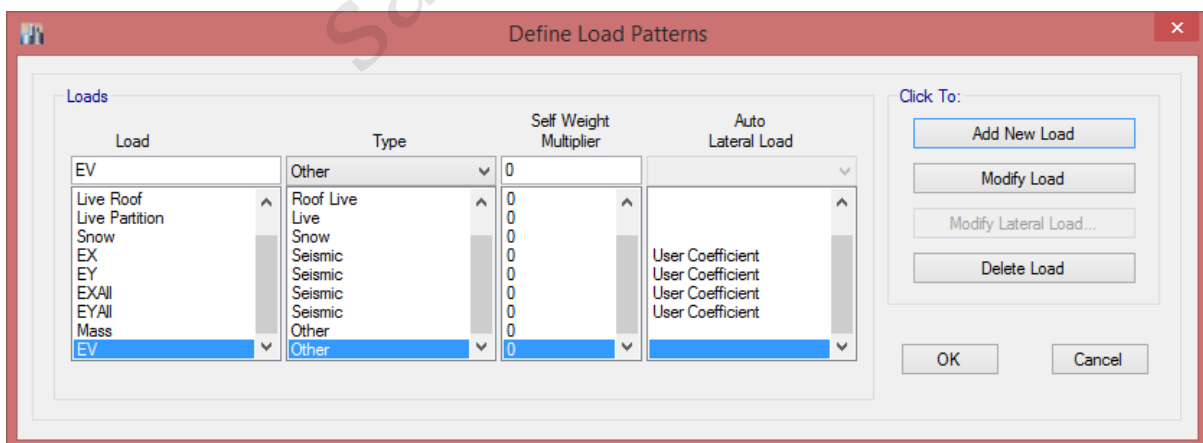 Define Load Patterns
Loads
Click To:
Load Type Self Weight Multiplier Auto Lateral Load
EV Other 0
Live Roof Roof Live 0
Live Partition Live 0
Snow Snow 0
EX Seismic 0 User Coefficient
EY Seismic 0 User Coefficient
EXAll Seismic 0 User Coefficient
EYAll Seismic 0 User Coefficient
Mass Other 0
EV Other 0
Add New Load
Modify Load
Modify Lateral Load...
Delete Load
OK Cancel